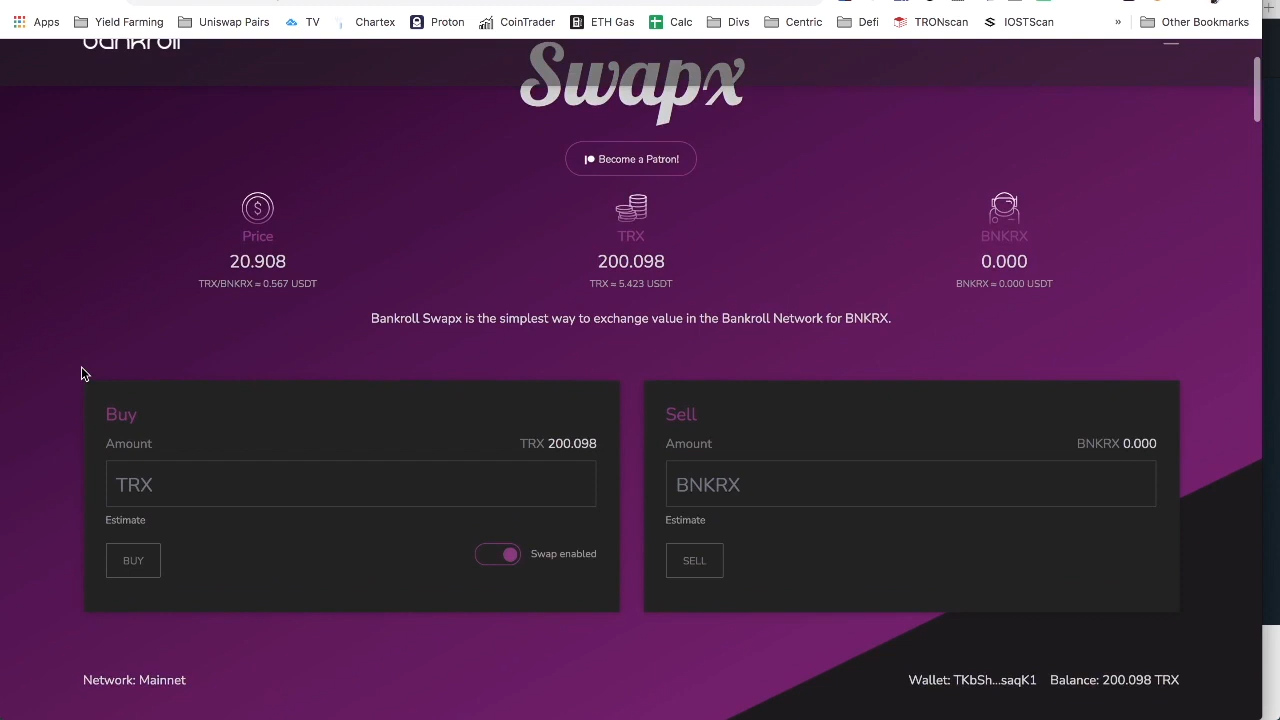 Apps Yield Farming Uniswap Pairs TV Chartex Proton CoinTrader ETH Gas Calc Divs Centric Defi TRONscan IOSTScan » Other Bookmarks
bankroll
Swapx
Become a Patron!
Price TRX BNKRX
20.908 200.098 0.000
TRX/BNKRX ≈ 0.567 USDT TRX ≈ 5.423 USDT BNKRX ≈ 0.000 USDT
Bankroll Swapx is the simplest way to exchange value in the Bankroll Network for BNKRX.
Buy
Amount TRX 200.098
TRX
Estimate
BUY Swap enabled
Sell
Amount BNKRX 0.000
BNKRX
Estimate
SELL
Network: Mainnet Wallet: TKbSh...saqK1 Balance: 200.098 TRX